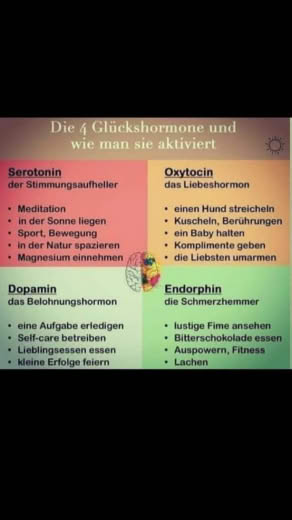 Die 4 Glückshormone und
wie man sie aktiviert
Serotonin
der Stimmungsaufheller
• Meditation
• in der Sonne liegen
• Sport, Bewegung
• in der Natur spazieren
• Magnesium einnehmen
Oxytocin
das Liebeshormon
• einen Hund streicheln
• Kuscheln, Berührungen
• ein Baby halten
• Komplimente geben
• die Liebsten umarmen
Dopamin
das Belohnungshormon
• eine Aufgabe erledigen
• Self-care betreiben
• Lieblingsessen essen
• kleine Erfolge feiern
Endorphin
die Schmerzhemmer
• lustige Fime ansehen
• Bitterschokolade essen
• Auspowern, Fitness
• Lachen